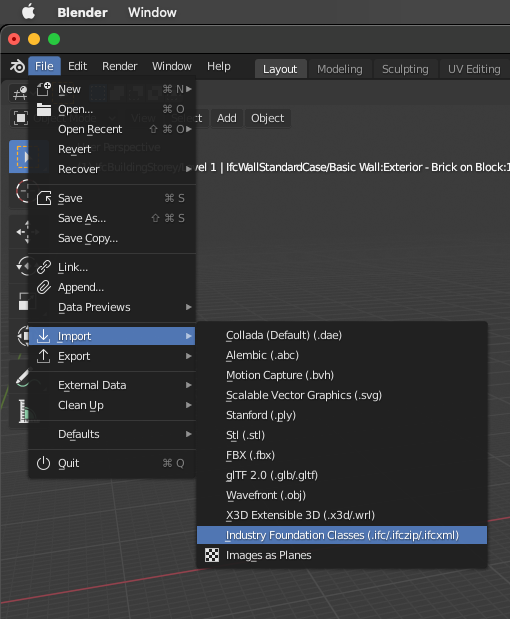 Blender Window
File Edit Render Window Help Layout Modeling Sculpting UV Editing
New ⌘ N
Open... ⌘ O
Open Recent ⇧ ⌘ O
Revert
Recover
Save ⌘ S
Save As... ⇧ ⌘ S
Save Copy...
Link...
Append...
Data Previews
Import
Export
External Data
Clean Up
Defaults
Quit ⌘ Q
View Select Add Object
Perspective
1 | IfcWallStandardCase/Basic Wall:Exterior - Brick on Block:1
Collada (Default) (.dae)
Alembic (.abc)
Motion Capture (.bvh)
Scalable Vector Graphics (.svg)
Stanford (.ply)
Stl (.stl)
FBX (.fbx)
glTF 2.0 (.glb/.gltf)
Wavefront (.obj)
X3D Extensible 3D (.x3d/.wrl)
Industry Foundation Classes (.ifc/.ifczip/.ifcxml)
Images as Planes